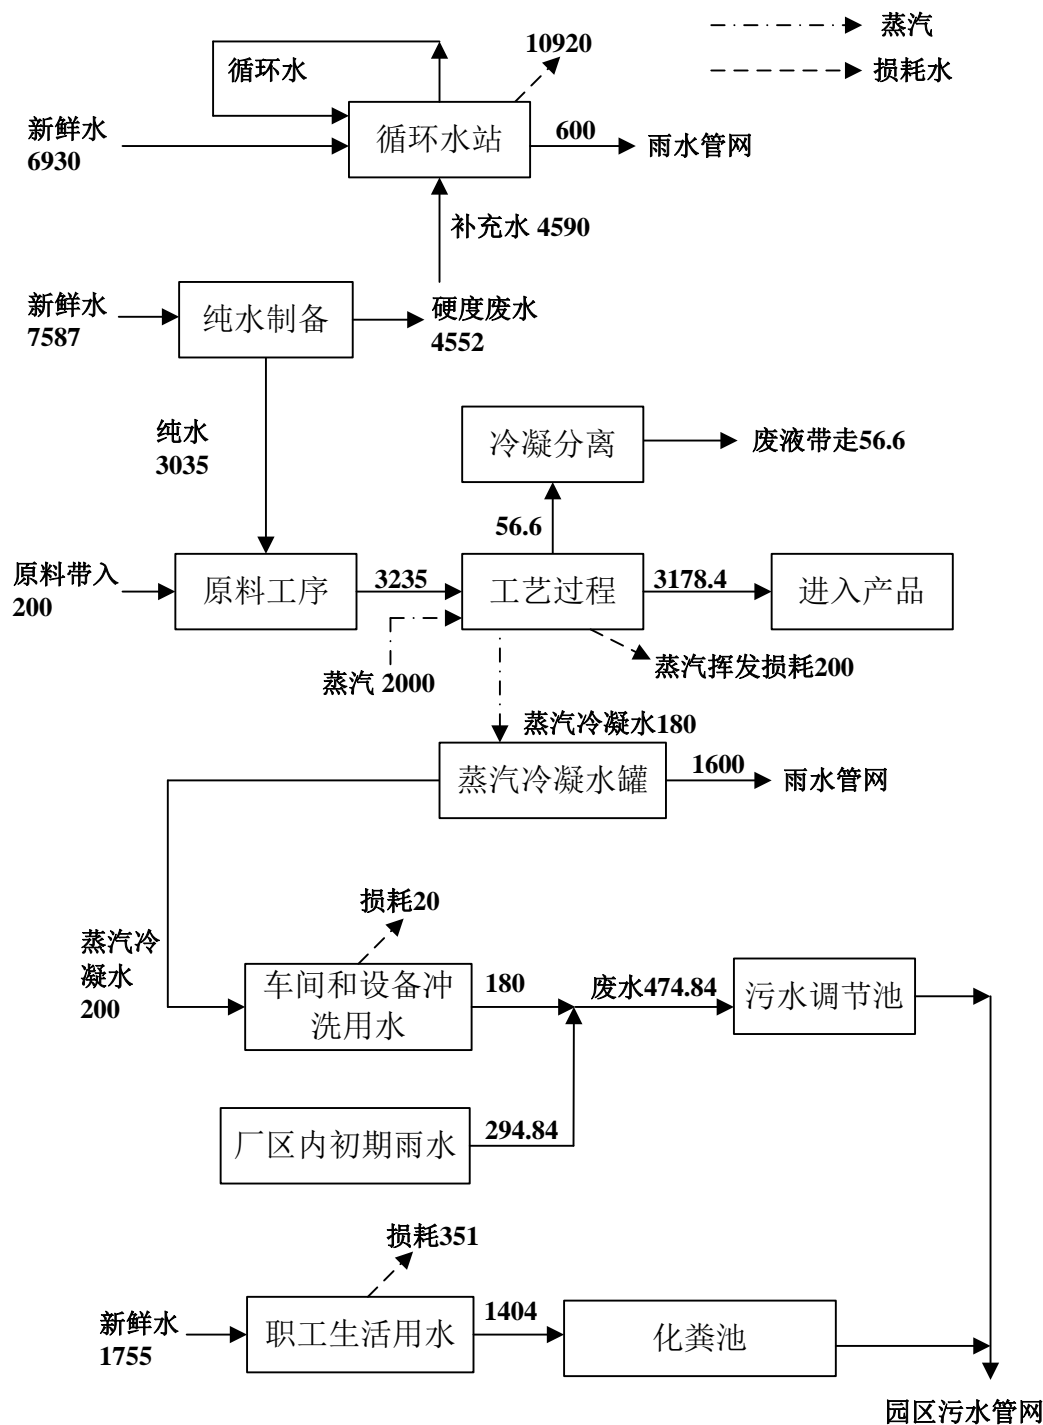 蒸汽
10920
循环水
损耗水
新鲜水
6930
循环水站
600
雨水管网
补充水 4590
新鲜水
7587
纯水制备
硬度废水
4552
纯水
3035
冷凝分离
废液带走56.6
56.6
原料带入
200
原料工序
3235
工艺过程
3178.4
进入产品
蒸汽 2000
蒸汽挥发损耗200
蒸汽冷凝水180
蒸汽冷凝水罐
1600
雨水管网
损耗20
蒸汽冷
凝水
200
车间和设备冲
洗用水
180
废水474.84
污水调节池
厂区内初期雨水
294.84
损耗351
新鲜水
1755
职工生活用水
1404
化粪池
园区污水管网